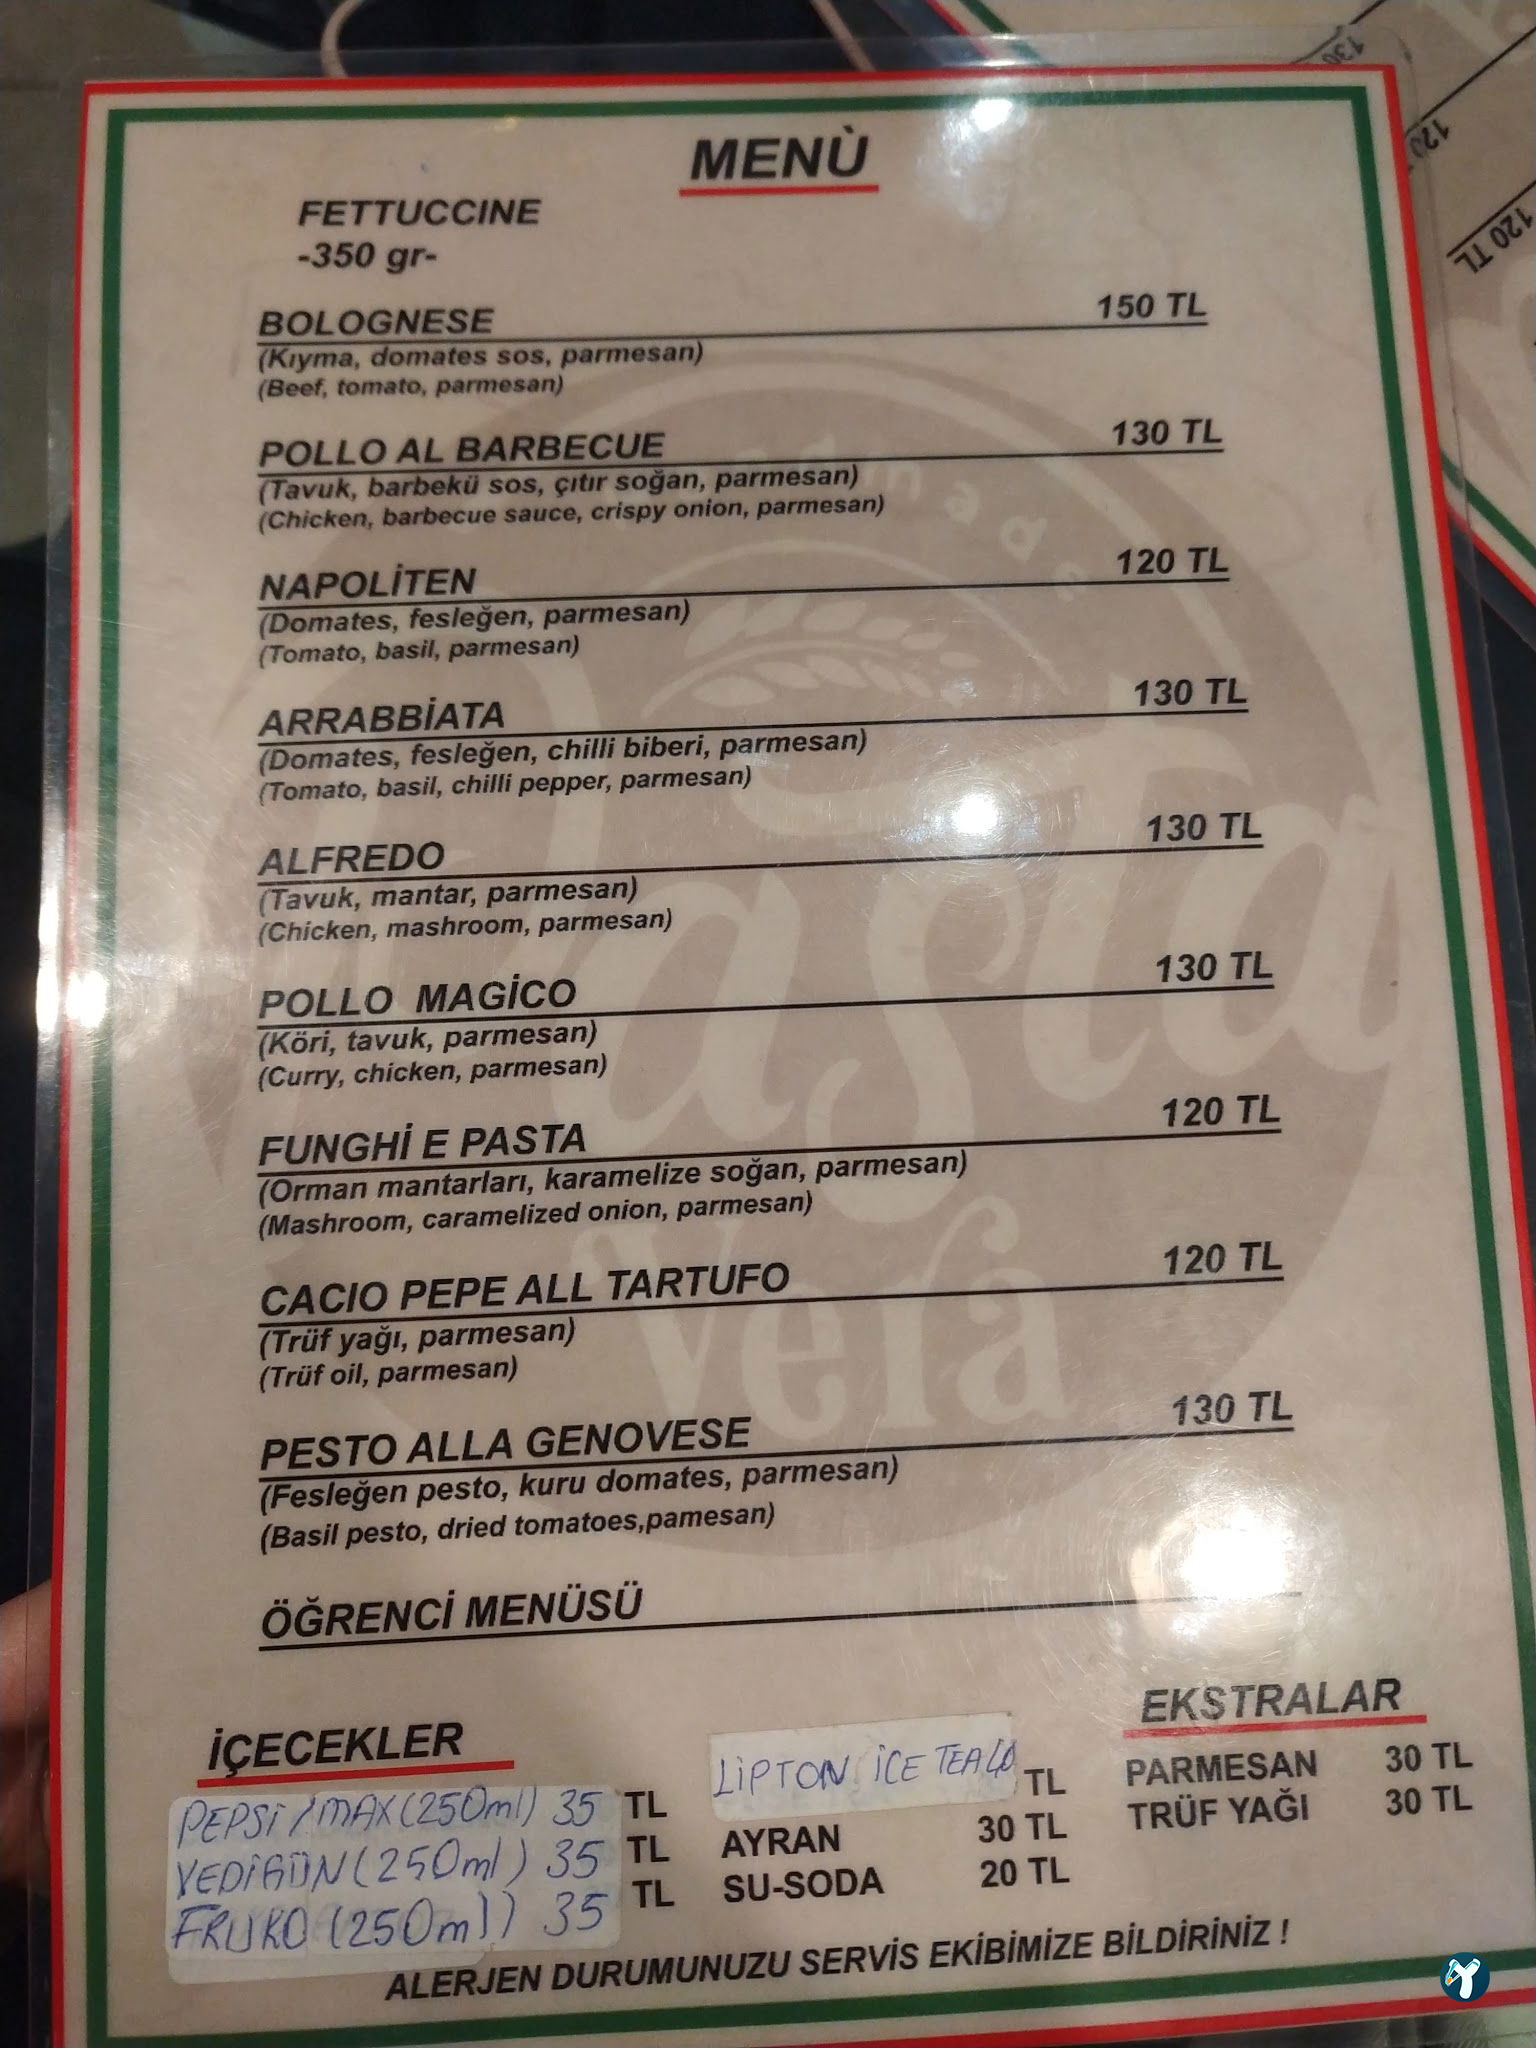 MENÙ
FETTUCCINE
-350 gr-
BOLOGNESE 150 TL
(Kıyma, domates sos, parmesan)
(Beef, tomato, parmesan)
POLLO AL BARBECUE 130 TL
(Tavuk, barbekü sos, çıtır soğan, parmesan)
(Chicken, barbecue sauce, crispy onion, parmesan)
NAPOLİTEN 120 TL
(Domates, fesleğen, parmesan)
(Tomato, basil, parmesan)
ARRABBİATA 130 TL
(Domates, fesleğen, chilli biberi, parmesan)
(Tomato, basil, chilli pepper, parmesan)
ALFREDO 130 TL
(Tavuk, mantar, parmesan)
(Chicken, mashroom, parmesan)
POLLO MAGİCO 130 TL
(Köri, tavuk, parmesan)
(Curry, chicken, parmesan)
FUNGHİ E PASTA 120 TL
(Orman mantarları, karamelize soğan, parmesan)
(Mashroom, caramelized onion, parmesan)
CACIO PEPE ALL TARTUFO 120 TL
(Trüf yağı, parmesan)
(Trüf oil, parmesan)
PESTO ALLA GENOVESE 130 TL
(Fesleğen pesto, kuru domates, parmesan)
(Basil pesto, dried tomatoes,pamesan)
ÖĞRENCİ MENÜSÜ
Pasta
Vera
İÇECEKLER
PEPSİ / MAX (250ml) 35 TL
YEDİGÜN (250ml) 35 TL
FRUKO (250ml) 35 TL
LİPTON İCE TEA 40 TL
AYRAN 30 TL
SU-SODA 20 TL
EKSTRALAR
PARMESAN 30 TL
TRÜF YAĞI 30 TL
ALERJEN DURUMUNUZU SERVİS EKİBİMİZE BİLDİRİNİZ !
130
120
120 TL